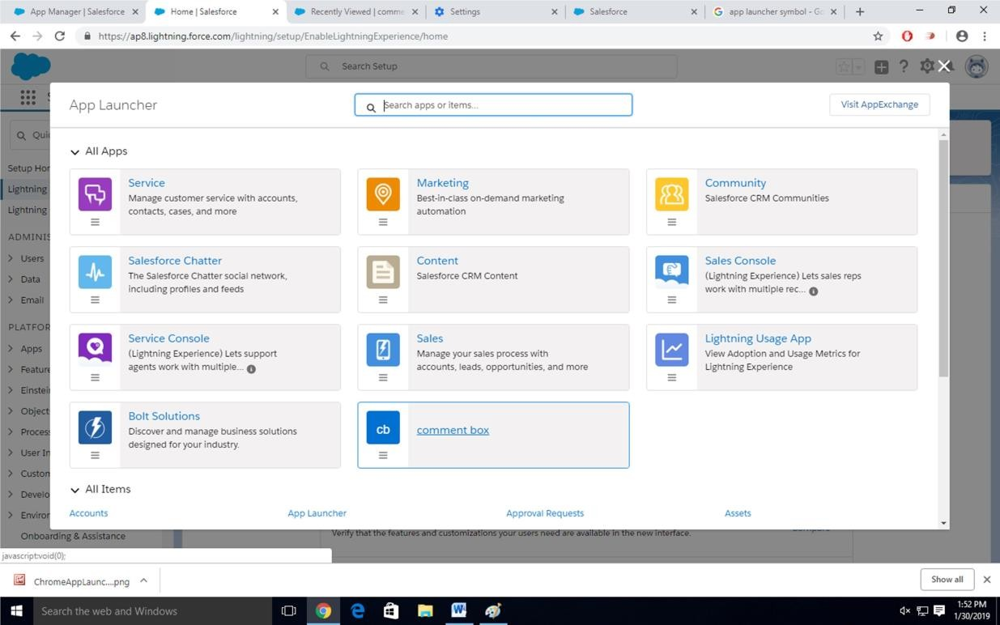 App Manager | Salesforce
Home | Salesforce
Recently Viewed | comme
Settings
Salesforce
app launcher symbol - Go
https://ap8.lightning.force.com/lightning/setup/EnableLightningExperience/home
Search Setup
App Launcher
Search apps or items...
Visit AppExchange
Quic
Setup Hom
Lightning
Lightning
ADMINIS
Users
Data
Email
PLATFOR
Apps
Feature
Einstei
Object
Process
User In
Custom
Develo
Enviror
Onboarding & Assistance
All Apps
Service
Manage customer service with accounts,
contacts, cases, and more
Marketing
Best-in-class on-demand marketing
automation
Community
Salesforce CRM Communities
Salesforce Chatter
The Salesforce Chatter social network,
including profiles and feeds
Content
Salesforce CRM Content
Sales Console
(Lightning Experience) Lets sales reps
work with multiple rec...
Service Console
(Lightning Experience) Lets support
agents work with multiple...
Sales
Manage your sales process with
accounts, leads, opportunities, and more
Lightning Usage App
View Adoption and Usage Metrics for
Lightning Experience
Bolt Solutions
Discover and manage business solutions
designed for your industry.
cb
comment box
All Items
Accounts
App Launcher
Approval Requests
Assets
Verify that the features and customizations your users need are available in the new interface.
javascript:void(0);
ChromeAppLaunc....png
Show all
Search the web and Windows
1:52 PM
1/30/2019